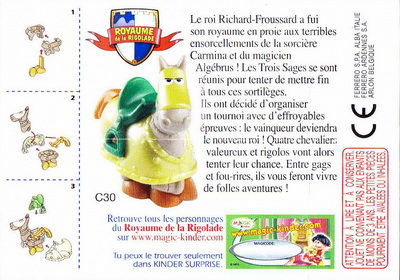 1
2
3
ROYAUME
de la RIGOLADE
Le roi Richard-Froussard a fui
son royaume en proie aux terribles
ensorcellements de la sorcière
Carmina et du magicien
Algébrus ! Les Trois Sages se sont
réunis pour tenter de mettre fin
à tous ces sortilèges.
Ils ont décidé d'organiser
un tournoi avec d'effroyables
épreuves : le vainqueur deviendra
le nouveau roi ! Quatre chevaliers
valeureux et rigolos vont alors
tenter leur chance. Entre gags
et fou-rires, ils vous feront vivre
de folles aventures !
C30
Retrouve tous les personnages
du Royaume de la Rigolade
sur www.magic-kinder.com
Tu peux le trouver seulement
dans KINDER SURPRISE.
www.magic-kinder.com
MAGICODE
FERRERO S.P.A. ALBA ITALIE
FERRERO ARDENNES S.A.
ARLON BELGIQUE
CE
ATTENTION ! A LIRE ET À CONSERVER.
JOUET NE CONVENANT PAS AUX ENFANTS
DE MOINS DE 3 ANS. LES PETITES PIÈCES
POURRAIENT ÊTRE AVALÉES OU INHALÉES.